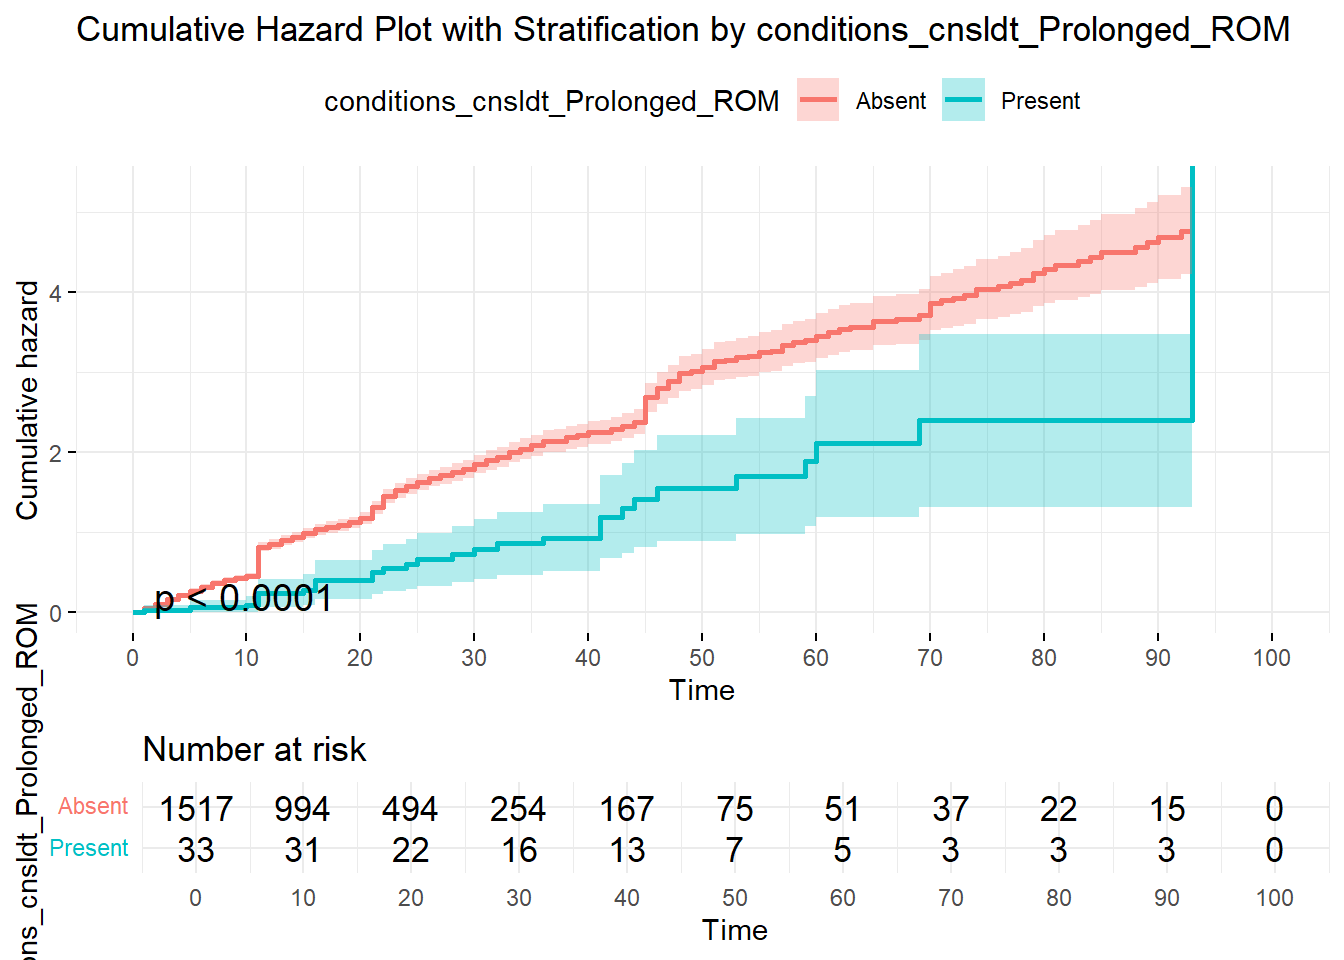 Cumulative Hazard Plot with Stratification by conditions_cnsldt_Prolonged_ROM
conditions_cnsldt_Prolonged_ROM Absent Present
Cumulative hazard
4
2
0
p < 0.0001
0 10 20 30 40 50 60 70 80 90 100
Time
ons_cnsldt_Prolonged_ROM
Number at risk
Absent 1517 994 494 254 167 75 51 37 22 15 0
Present 33 31 22 16 13 7 5 3 3 3 0
0 10 20 30 40 50 60 70 80 90 100
Time